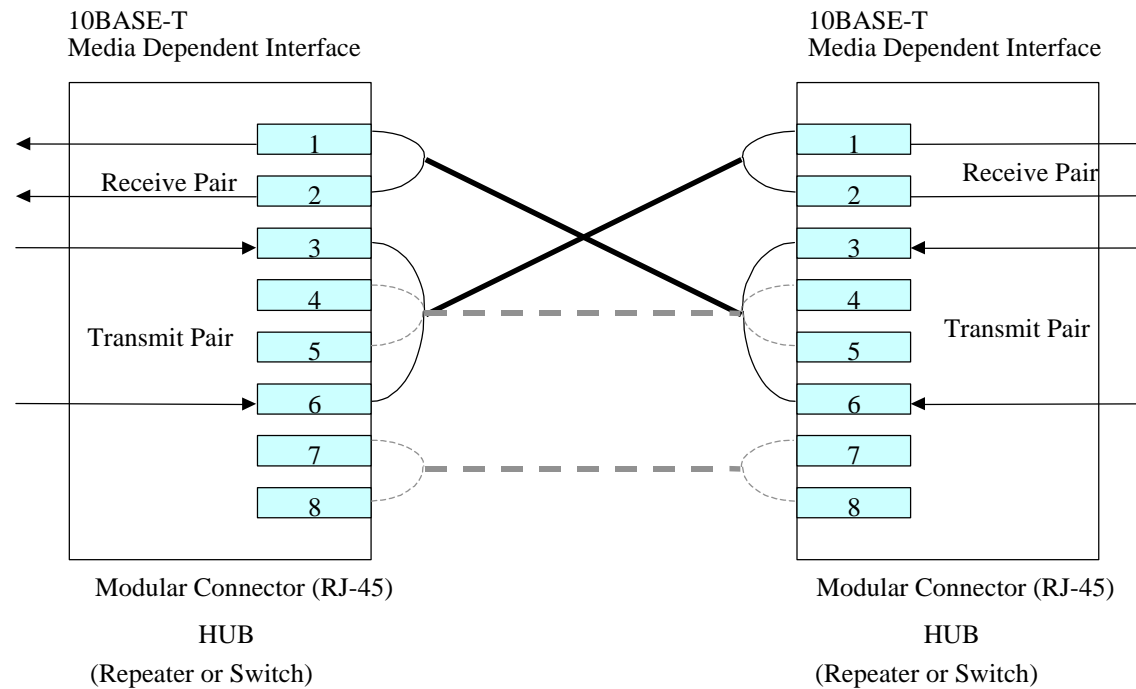 10BASE-T
Media Dependent Interface
1
2
3
4
5
6
7
8
Receive Pair
Transmit Pair
Modular Connector (RJ-45)
HUB
(Repeater or Switch)
10BASE-T
Media Dependent Interface
1
2
3
4
5
6
7
8
Receive Pair
Transmit Pair
Modular Connector (RJ-45)
HUB
(Repeater or Switch)